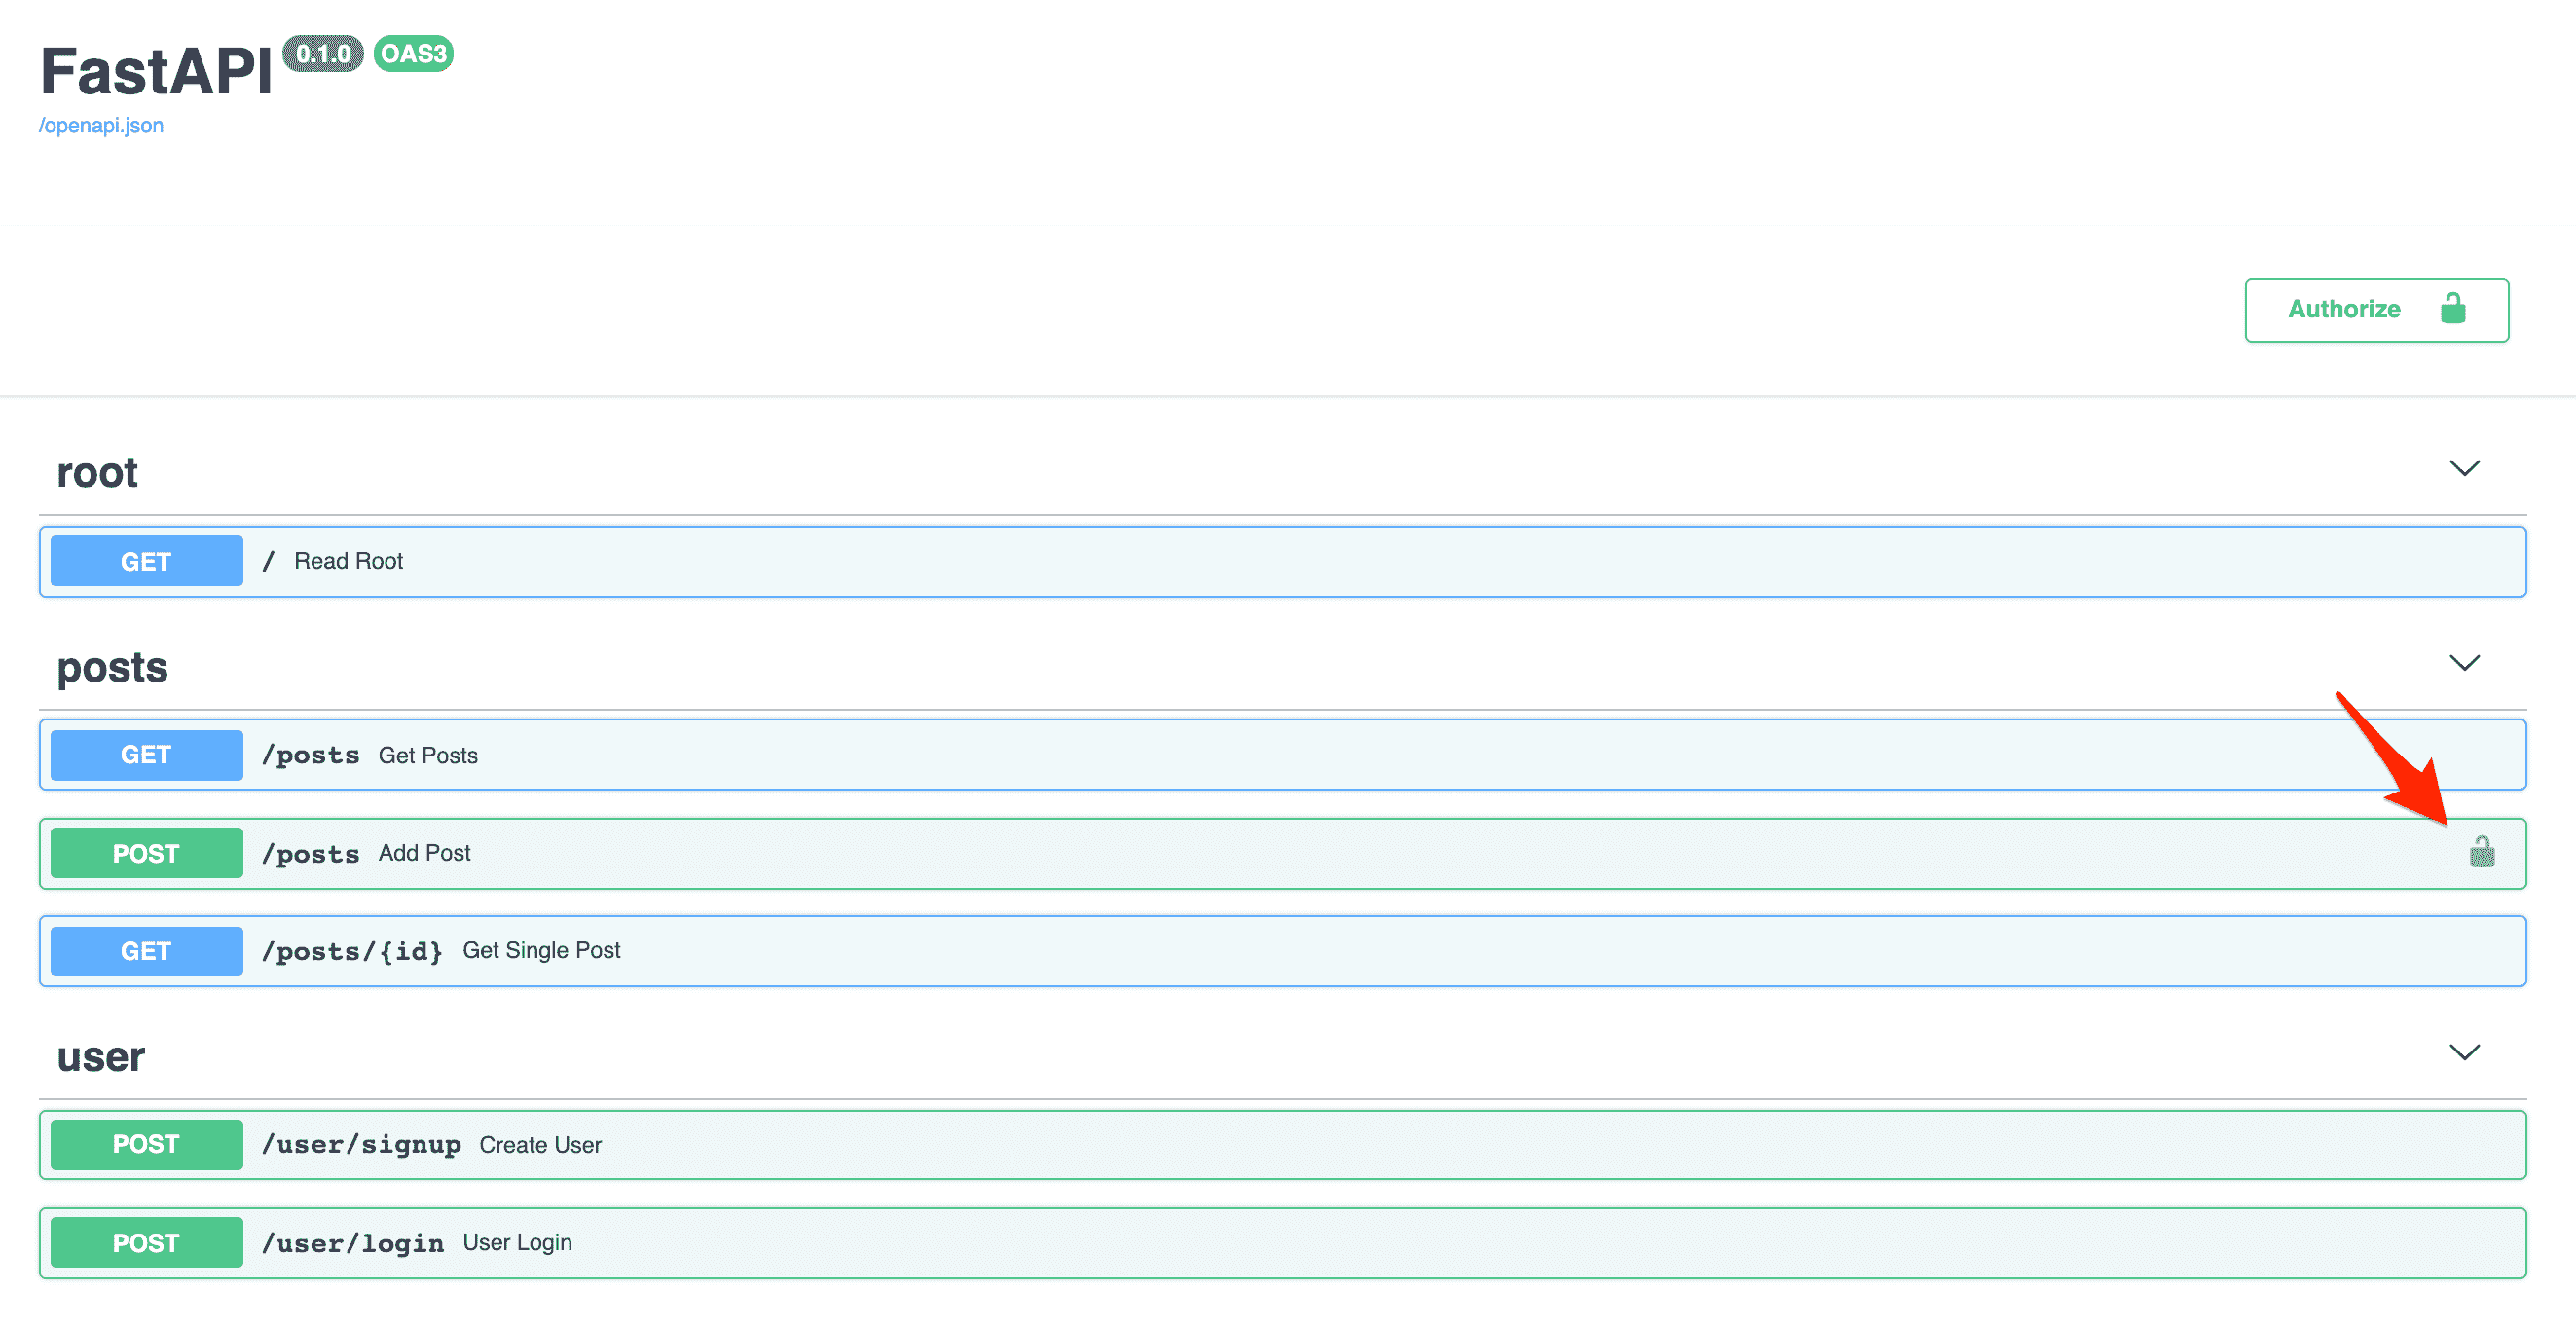 FastAPI 0.1.0 OAS3
/openapi.json
Authorize
root
GET / Read Root
posts
GET /posts Get Posts
POST /posts Add Post
GET /posts/{id} Get Single Post
user
POST /user/signup Create User
POST /user/login User Login